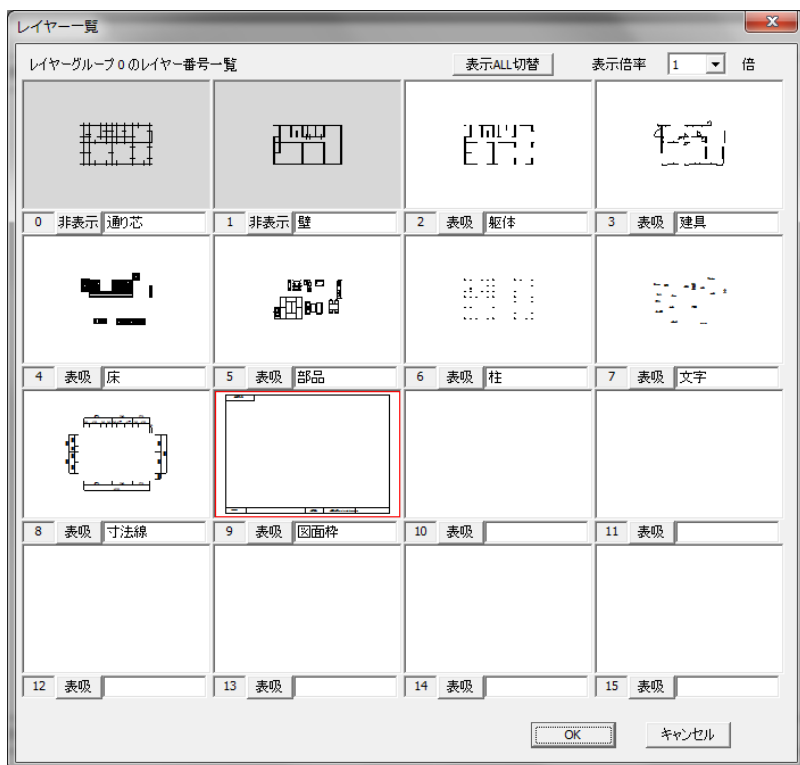 レイヤー一覧
レイヤーグループ0のレイヤー番号一覧 表示ALL切替 表示倍率 1 倍
0 非表示 通り芯 1 非表示 壁 2 表吸 躯体 3 表吸 建具
4 表吸 床 5 表吸 部品 6 表吸 柱 7 表吸 文字
8 表吸 寸法線 9 表吸 図面枠 10 表吸 11 表吸
12 表吸 13 表吸 14 表吸 15 表吸
OK キャンセル